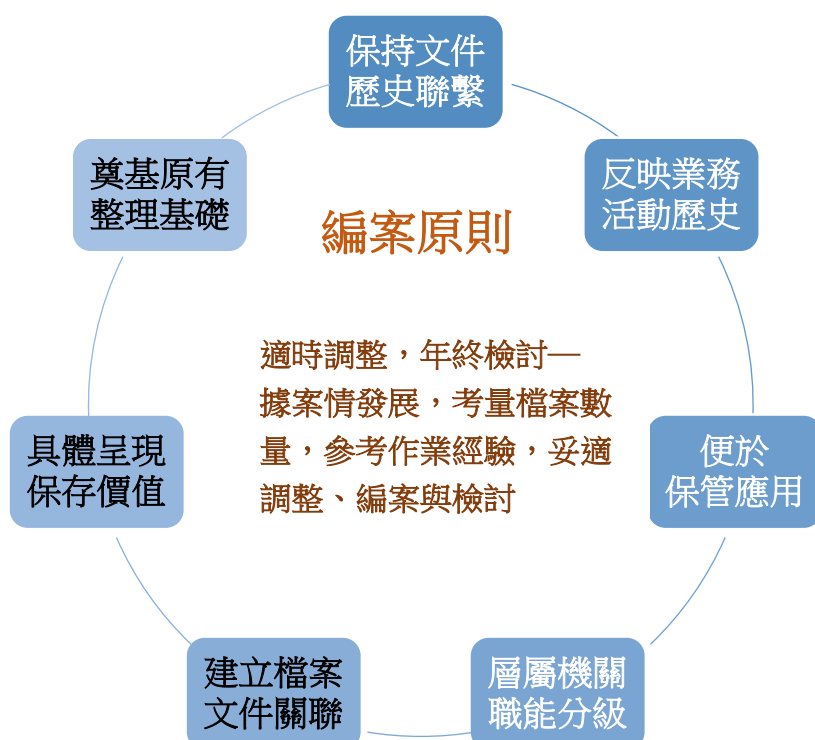 保持文件
歷史聯繫
反映業務
活動歷史
便於
保管應用
層屬機關
職能分級
建立檔案
文件關聯
具體呈現
保存價值
奠基原有
整理基礎
編案原則
適時調整，年終檢討—
據案情發展，考量檔案數
量，參考作業經驗，妥適
調整、編案與檢討